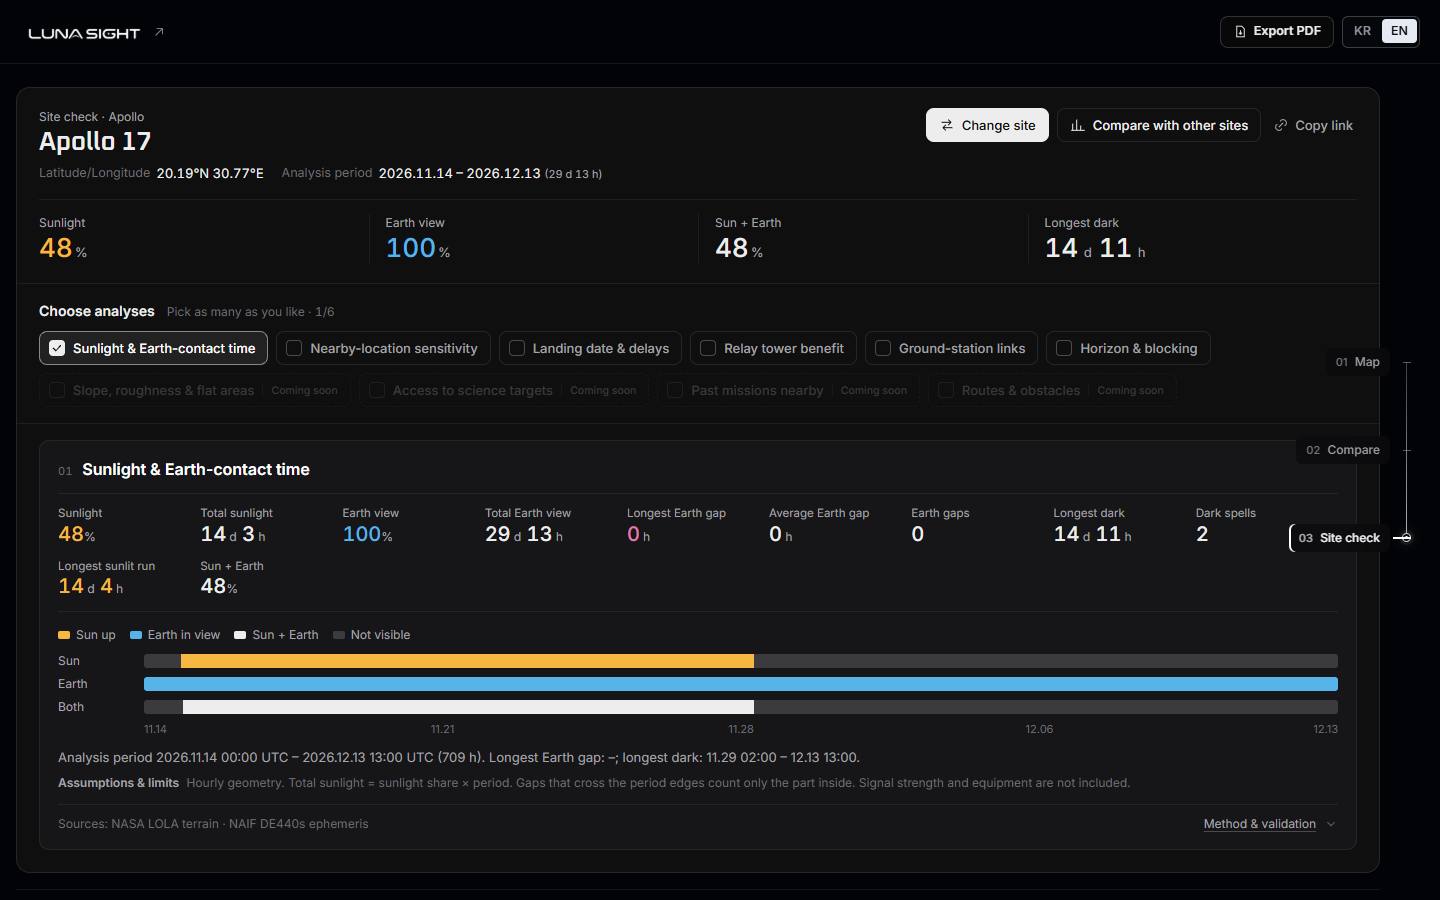 LUNA SIGHT
Export PDF
KR EN
Site check · Apollo
Apollo 17
Change site
Compare with other sites
Copy link
Latitude/Longitude 20.19°N 30.77°E Analysis period 2026.11.14 – 2026.12.13 (29 d 13 h)
Sunlight
48 %
Earth view
100 %
Sun + Earth
48 %
Longest dark
14 d 11 h
Choose analyses Pick as many as you like · 1/6
Sunlight & Earth-contact time
Nearby-location sensitivity
Landing date & delays
Relay tower benefit
Ground-station links
Horizon & blocking
Slope, roughness & flat areas Coming soon
Access to science targets Coming soon
Past missions nearby Coming soon
Routes & obstacles Coming soon
01 Map
02 Compare
03 Site check
01 Sunlight & Earth-contact time
Sunlight
48%
Total sunlight
14 d 3 h
Earth view
100%
Total Earth view
29 d 13 h
Longest Earth gap
0 h
Average Earth gap
0 h
Earth gaps
0
Longest dark
14 d 11 h
Dark spells
2
Longest sunlit run
14 d 4 h
Sun + Earth
48%
Sun up Earth in view Sun + Earth Not visible
Sun
Earth
Both
11.14 11.21 11.28 12.06 12.13
Analysis period 2026.11.14 00:00 UTC – 2026.12.13 13:00 UTC (709 h). Longest Earth gap: –; longest dark: 11.29 02:00 – 12.13 13:00.
Assumptions & limits Hourly geometry. Total sunlight = sunlight share × period. Gaps that cross the period edges count only the part inside. Signal strength and equipment are not included.
Sources: NASA LOLA terrain · NAIF DE440s ephemeris
Method & validation